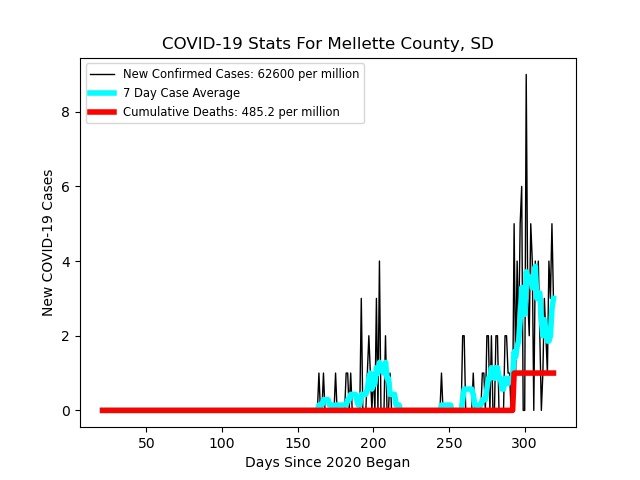 COVID-19 Stats For Mellette County, SD
New Confirmed Cases: 62600 per million
7 Day Case Average
Cumulative Deaths: 485.2 per million
New COVID-19 Cases
8
6
4
2
0
50 100 150 200 250 300
Days Since 2020 Began